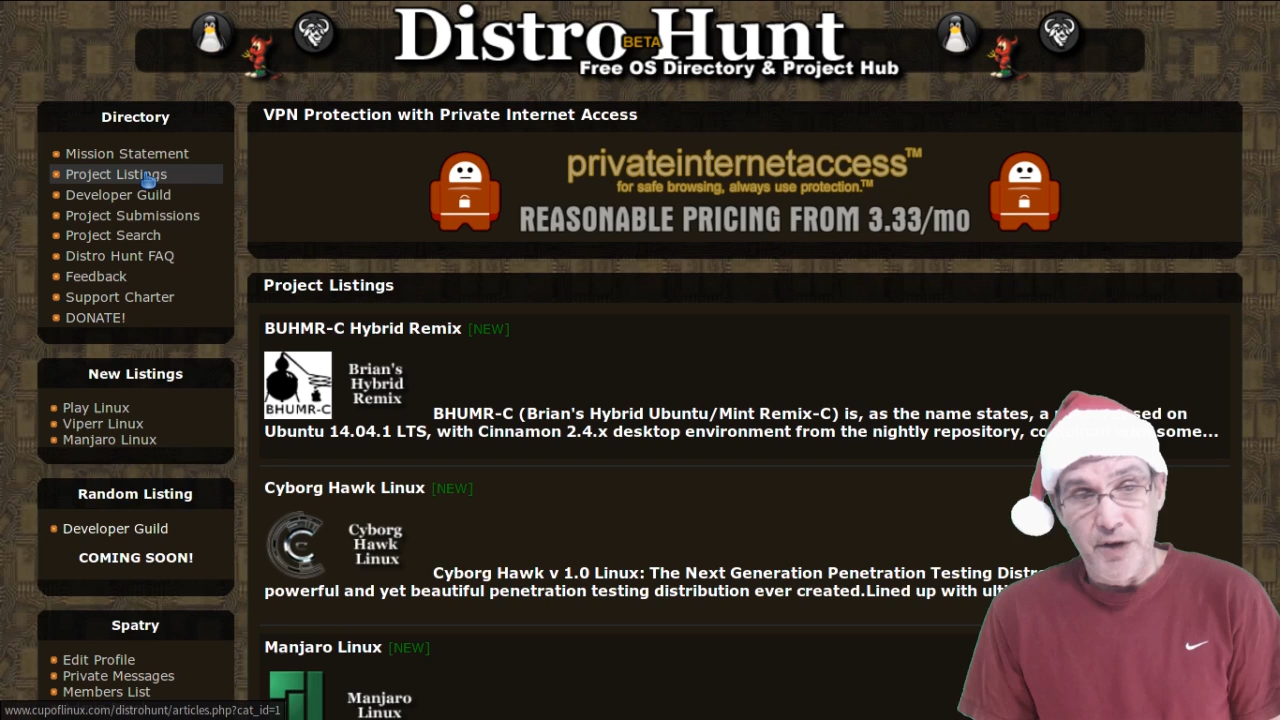 Distro Hunt
BETA
Free OS Directory & Project Hub
Directory
Mission Statement
Project Listings
Developer Guild
Project Submissions
Project Search
Distro Hunt FAQ
Feedback
Support Charter
DONATE!
New Listings
Play Linux
Viperr Linux
Manjaro Linux
Random Listing
Developer Guild
COMING SOON!
Spatry
Edit Profile
Private Messages
Members List
www.cupoflinux.com/distrohunt/articles.php?cat_id=1
VPN Protection with Private Internet Access
privateinternetaccess™
for safe browsing, always use protection.™
REASONABLE PRICING FROM 3.33/mo
Project Listings
BUHMR-C Hybrid Remix [NEW]
BHUMR-C
Brian's
Hybrid
Remix
BHUMR-C (Brian's Hybrid Ubuntu/Mint Remix-C) is, as the name states, a on
Ubuntu 14.04.1 LTS, with Cinnamon 2.4.x desktop environment from the nightly repository, some...
Cyborg Hawk Linux [NEW]
Cyborg
Hawk
Linux
Cyborg Hawk v 1.0 Linux: The Next Generation Penetration Testing
powerful and yet beautiful penetration testing distribution ever created.Lined up with
Manjaro Linux [NEW]
Manjaro
Linux